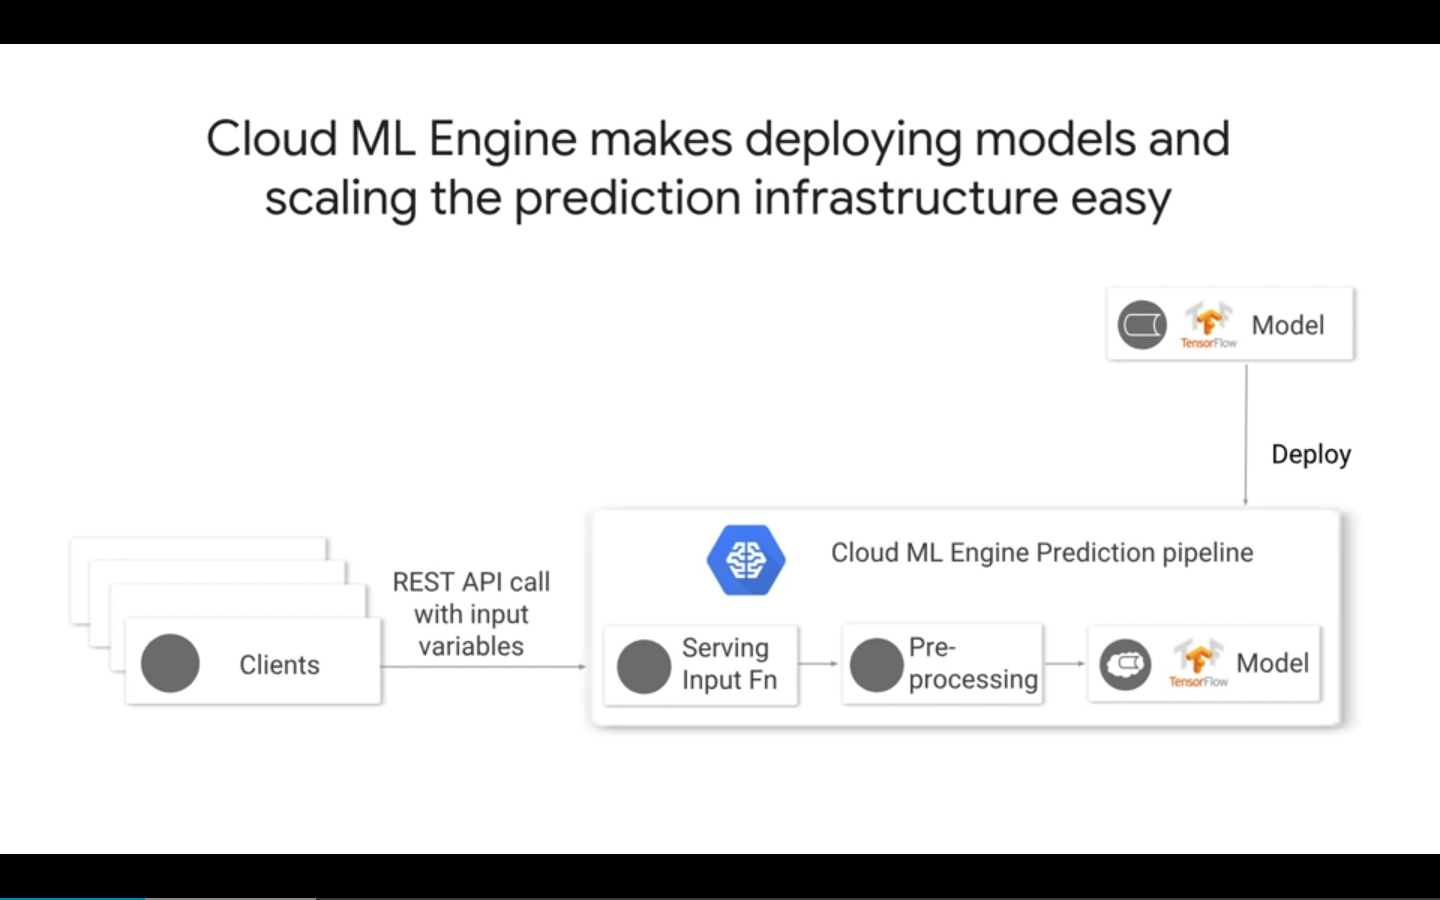 Cloud ML Engine makes deploying models and
scaling the prediction infrastructure easy
TensorFlow
Model
Deploy
Cloud ML Engine Prediction pipeline
REST API call
with input
variables
Clients
Serving
Input Fn
Pre-
processing
TensorFlow
Model